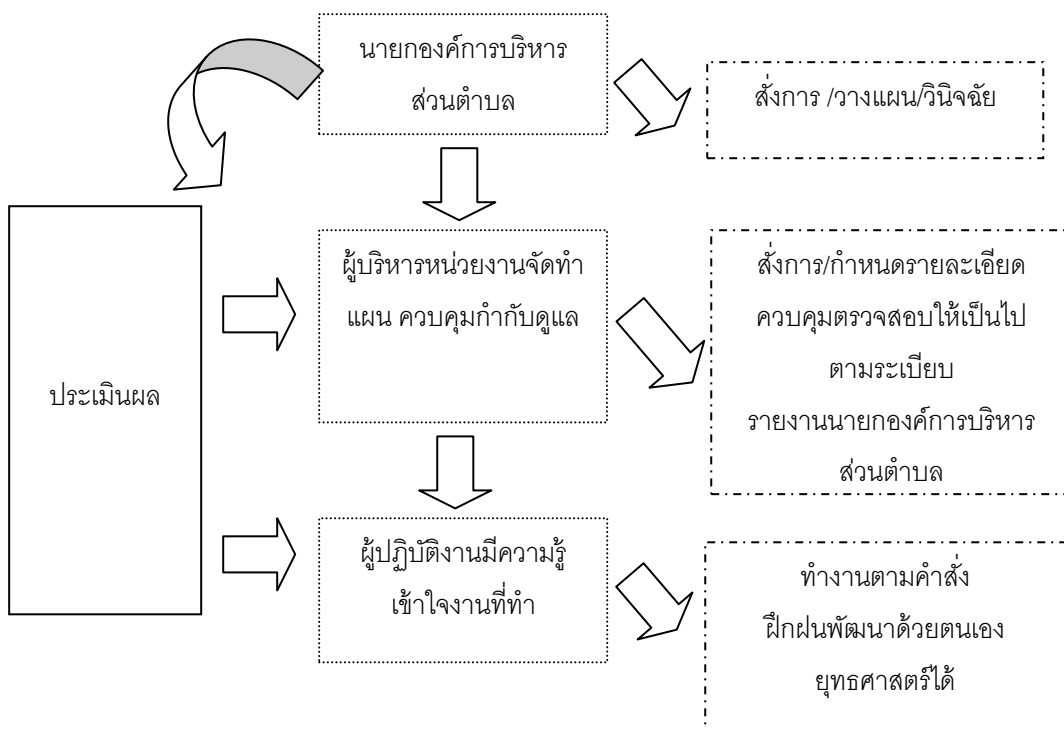 นายกองค์การบริหาร
ส่วนตำบล
สั่งการ /วางแผน/วินิจฉัย
ผู้บริหารหน่วยงานจัดทำ
แผน ควบคุมกำกับดูแล
สั่งการ/กำหนดรายละเอียด
ควบคุมตรวจสอบให้เป็นไป
ตามระเบียบ
รายงานนายกองค์การบริหาร
ส่วนตำบล
ประเมินผล
ผู้ปฏิบัติงานมีความรู้
เข้าใจงานที่ทำ
ทำงานตามคำสั่ง
ฝึกฝนพัฒนาด้วยตนเอง
ยุทธศาสตร์ได้